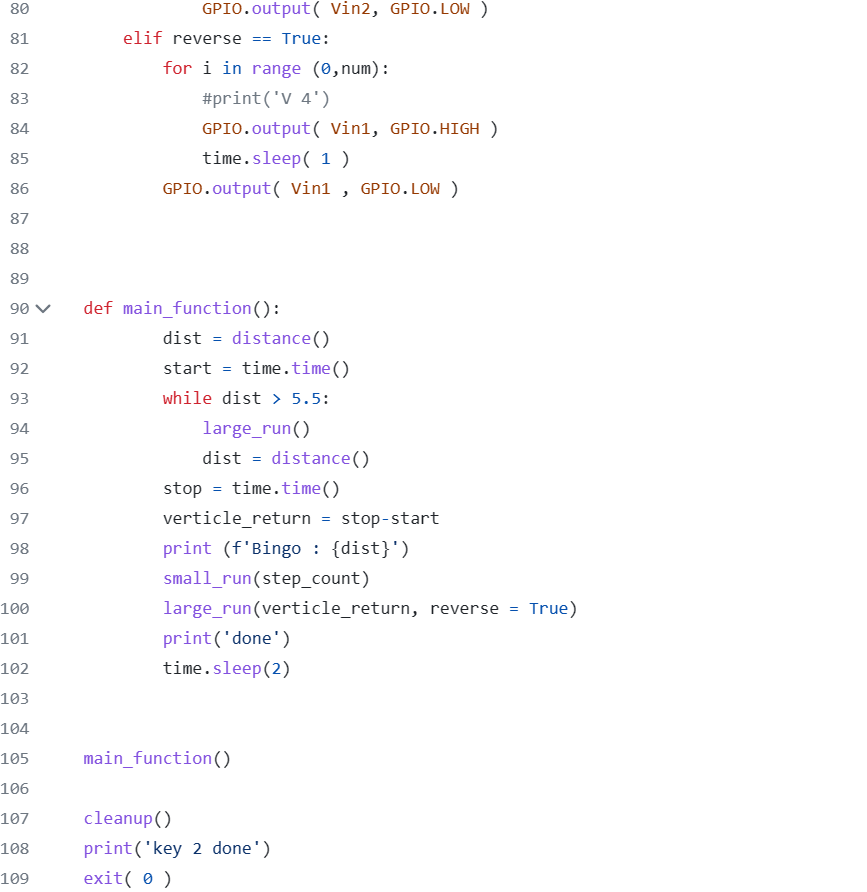 80 GPIO.output( Vin2, GPIO.LOW )
81 elif reverse == True:
82 for i in range (0,num):
83 #print('V 4')
84 GPIO.output( Vin1, GPIO.HIGH )
85 time.sleep( 1 )
86 GPIO.output( Vin1 , GPIO.LOW )
87
88
89
90 def main_function():
91 dist = distance()
92 start = time.time()
93 while dist > 5.5:
94 large_run()
95 dist = distance()
96 stop = time.time()
97 verticle_return = stop-start
98 print (f'Bingo : {dist}')
99 small_run(step_count)
100 large_run(verticle_return, reverse = True)
101 print('done')
102 time.sleep(2)
103
104
105 main_function()
106
107 cleanup()
108 print('key 2 done')
109 exit( 0 )